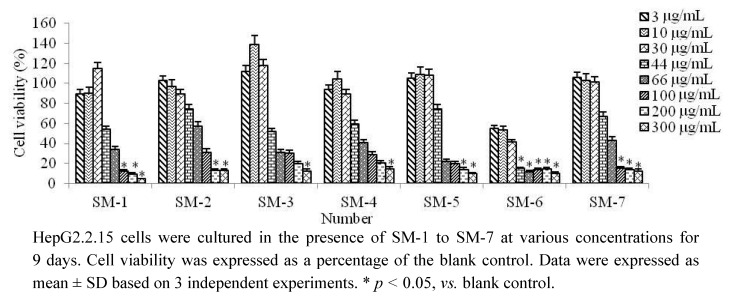 160
140
120
100
80
60
40
20
0
Cell viability (%)
3 µg/mL
10 µg/mL
30 µg/mL
44 µg/mL
66 µg/mL
100 µg/mL
200 µg/mL
300 µg/mL
* * *
* *
*
*
* *
* * * * *
* * *
SM-1 SM-2 SM-3 SM-4 SM-5 SM-6 SM-7
Number
HepG2.2.15 cells were cultured in the presence of SM-1 to SM-7 at various concentrations for
9 days. Cell viability was expressed as a percentage of the blank control. Data were expressed as
mean ± SD based on 3 independent experiments. * p < 0.05, vs. blank control.